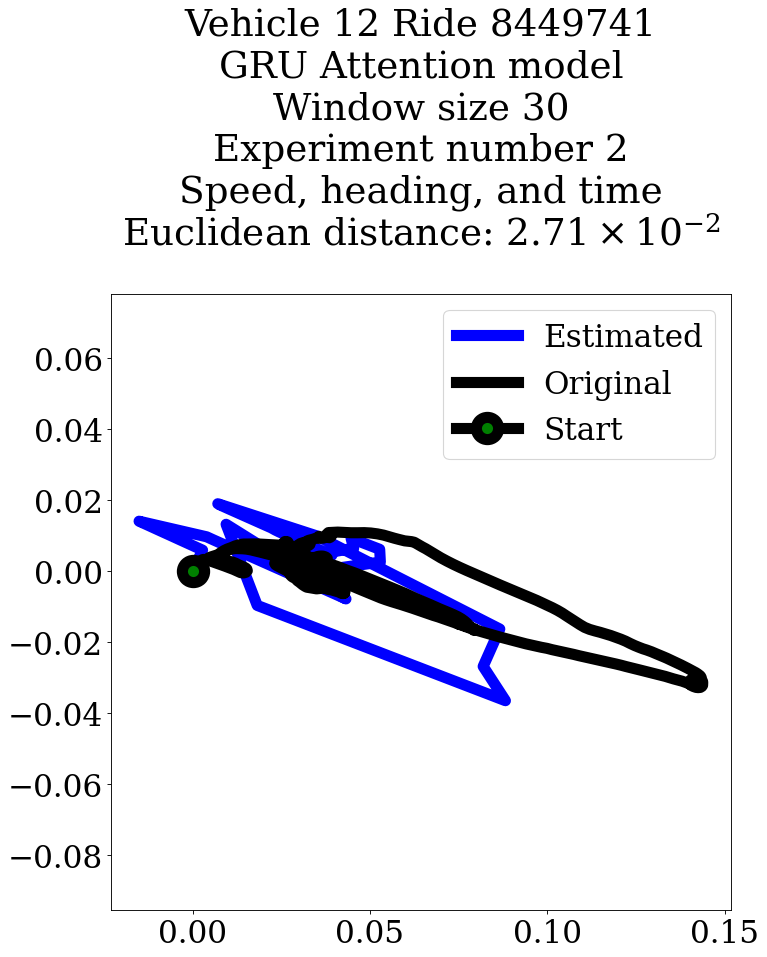 Vehicle 12 Ride 8449741
GRU Attention model
Window size 30
Experiment number 2
Speed, heading, and time
Euclidean distance: 2.71 × 10⁻²
Estimated
Original
Start
0.06
0.04
0.02
0.00
−0.02
−0.04
−0.06
−0.08
0.00 0.05 0.10 0.15